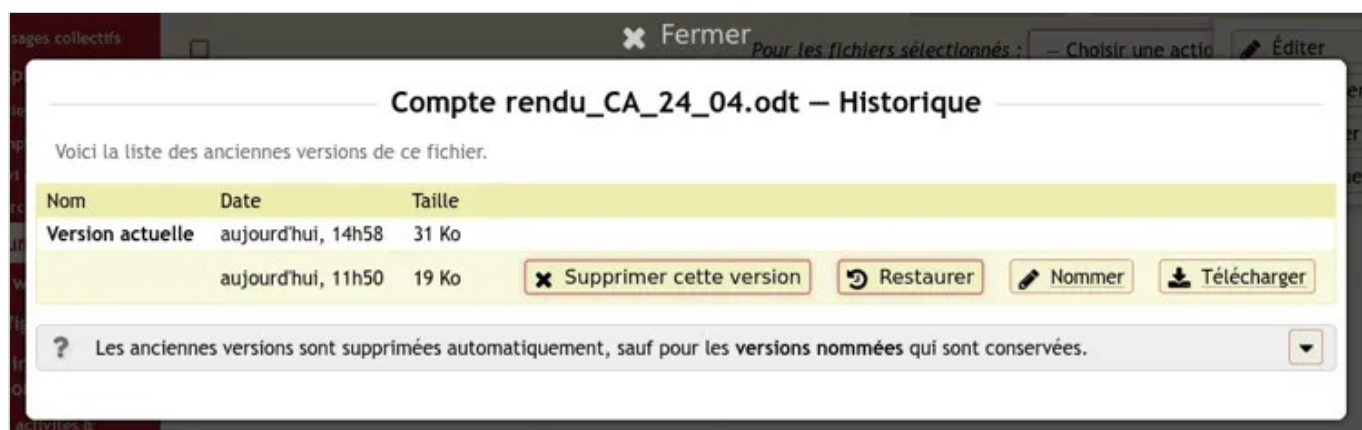 sages collectifs
Fermer
Pour les fichiers sélectionnés : — Choisir une actio Éditer
Compte rendu_CA_24_04.odt — Historique
Voici la liste des anciennes versions de ce fichier.
Nom Date Taille
Version actuelle aujourd'hui, 14h58 31 Ko
aujourd'hui, 11h50 19 Ko Supprimer cette version Restaurer Nommer Télécharger
? Les anciennes versions sont supprimées automatiquement, sauf pour les versions nommées qui sont conservées.
activités &